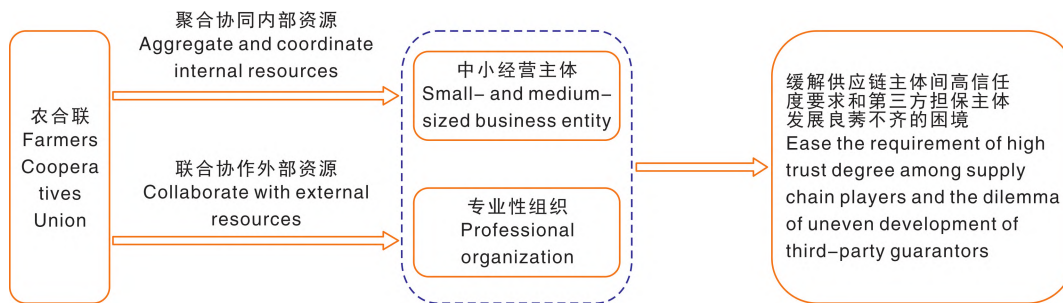 农合联
Farmers
Coopera
tives
Union
聚合协同内部资源
Aggregate and coordinate
internal resources
联合协作外部资源
Collaborate with external
resources
中小经营主体
Small- and medium-
sized business entity
专业性组织
Professional
organization
缓解供应链主体间高信任
度要求和第三方担保主体
发展良莠不齐的困境
Ease the requirement of high
trust degree among supply
chain players and the dilemma
of uneven development of
third-party guarantors